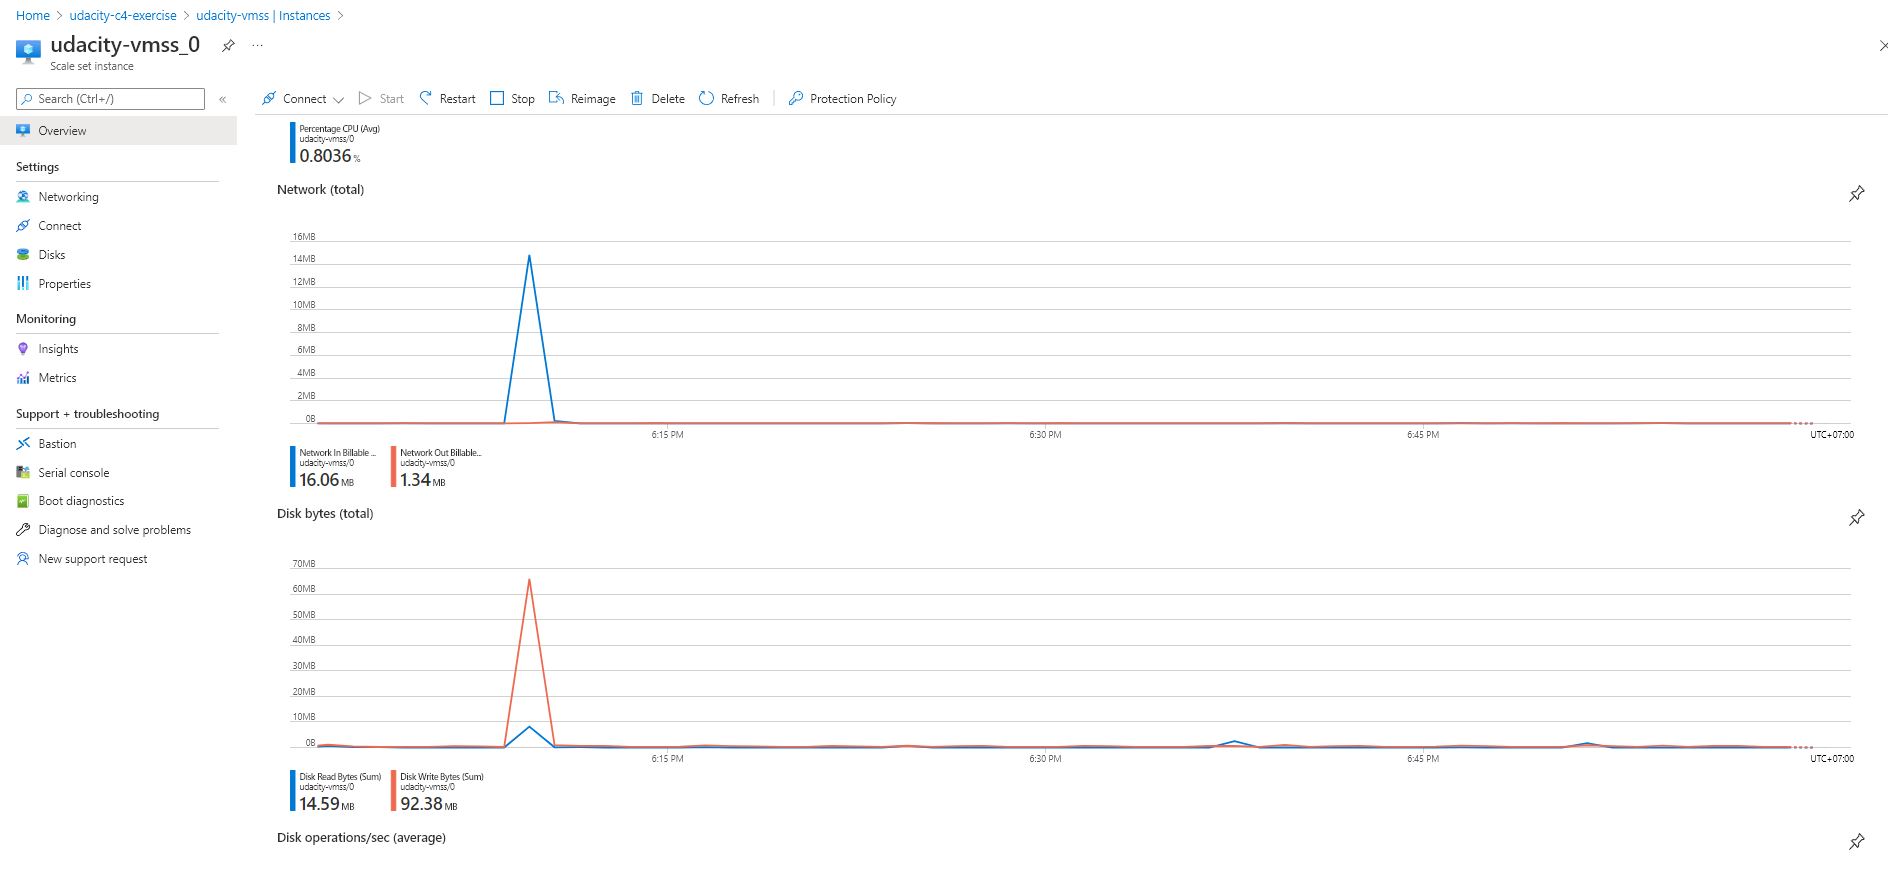 Home > udacity-c4-exercise > udacity-vmss | Instances >
udacity-vmss_0 ...
Scale set instance
Search (Ctrl+/) «
Connect Start Restart Stop Reimage Delete Refresh Protection Policy
Overview
Settings
Networking
Connect
Disks
Properties
Monitoring
Insights
Metrics
Support + troubleshooting
Bastion
Serial console
Boot diagnostics
Diagnose and solve problems
New support request
Percentage CPU (Avg)
udacity-vmss/0
0.8036 %
Network (total)
16MB
14MB
12MB
10MB
8MB
6MB
4MB
2MB
0B
6:15 PM 6:30 PM 6:45 PM UTC+07:00
Network In Billable ...
udacity-vmss/0
16.06 MB
Network Out Billable...
udacity-vmss/0
1.34 MB
Disk bytes (total)
70MB
60MB
50MB
40MB
30MB
20MB
10MB
0B
6:15 PM 6:30 PM 6:45 PM UTC+07:00
Disk Read Bytes (Sum)
udacity-vmss/0
14.59 MB
Disk Write Bytes (Sum)
udacity-vmss/0
92.38 MB
Disk operations/sec (average)